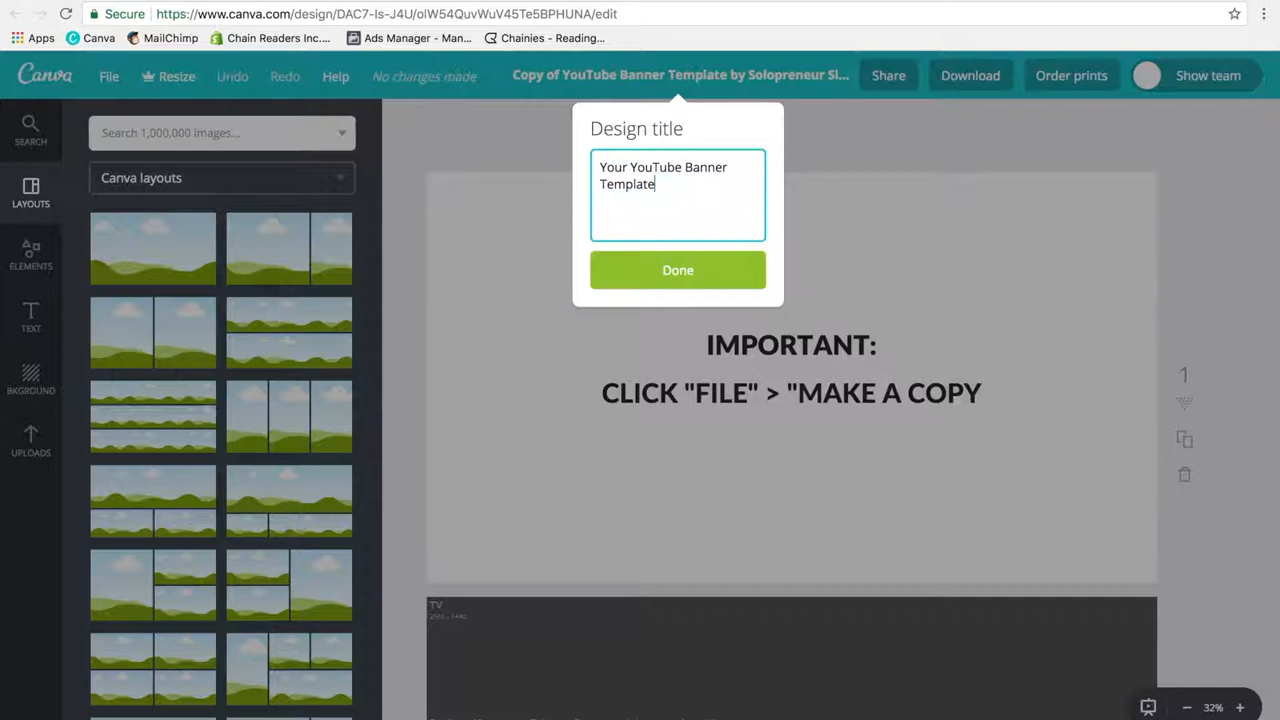 Secure https://www.canva.com/design/DAC7-Is-J4U/olW54QuvWuV45Te5BPHUNA/edit
Apps Canva MailChimp Chain Readers Inc.... Ads Manager - Man... Chainies - Reading...
Canva File Resize Undo Redo Help No changes made Copy of YouTube Banner Template by Solopreneur Si... Share Download Order prints Show team
Design title
Your YouTube Banner
Template
Done
SEARCH
Search 1,000,000 images...
Canva layouts
LAYOUTS
ELEMENTS
TEXT
BKGROUND
UPLOADS
IMPORTANT:
CLICK "FILE" > "MAKE A COPY
1
TV
32%